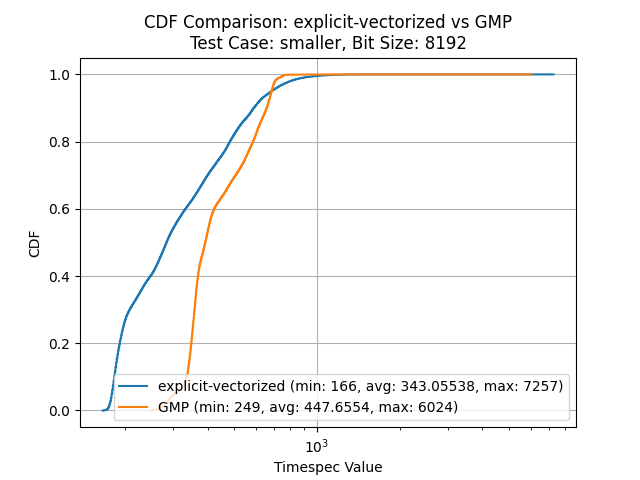 CDF Comparison: explicit-vectorized vs GMP
Test Case: smaller, Bit Size: 8192
1.0
0.8
0.6
0.4
0.2
0.0
CDF
explicit-vectorized (min: 166, avg: 343.05538, max: 7257)
GMP (min: 249, avg: 447.6554, max: 6024)
10³
Timespec Value